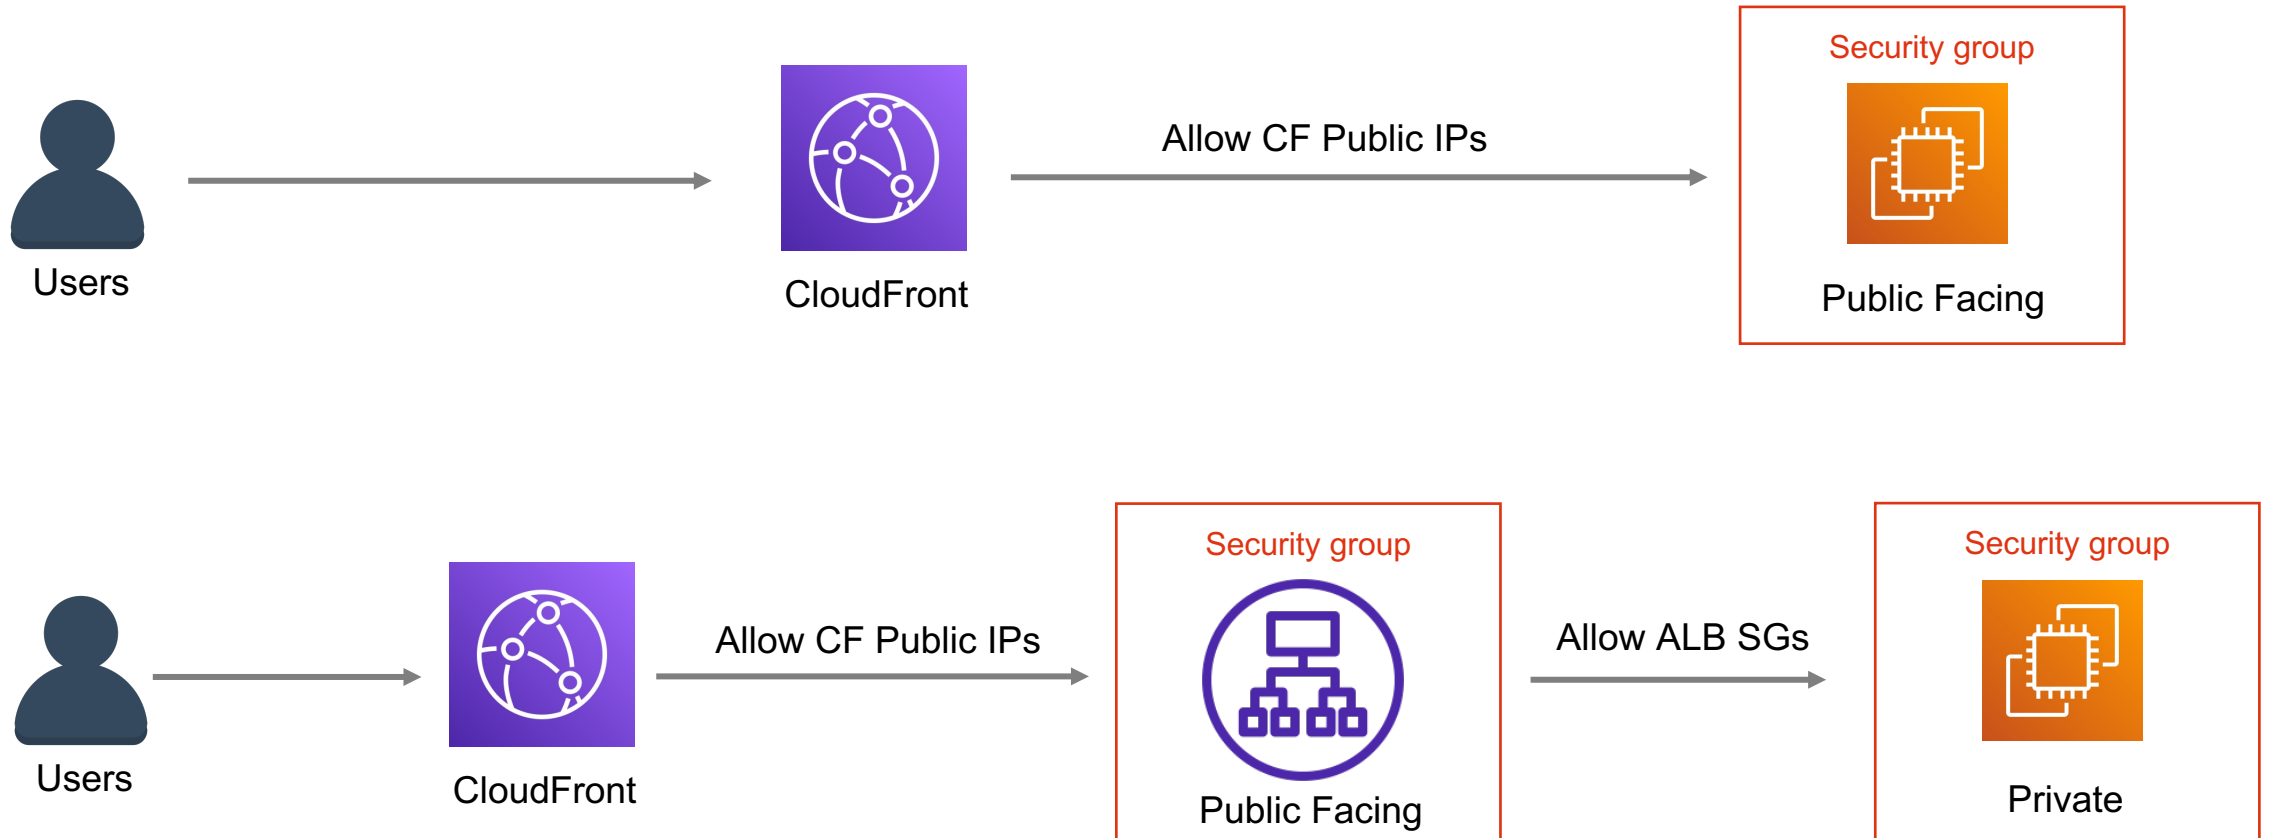 Security group
Allow CF Public IPs
Users
CloudFront
Public Facing
Security group
Security group
Allow CF Public IPs
Allow ALB SGs
Users
CloudFront
Public Facing
Private